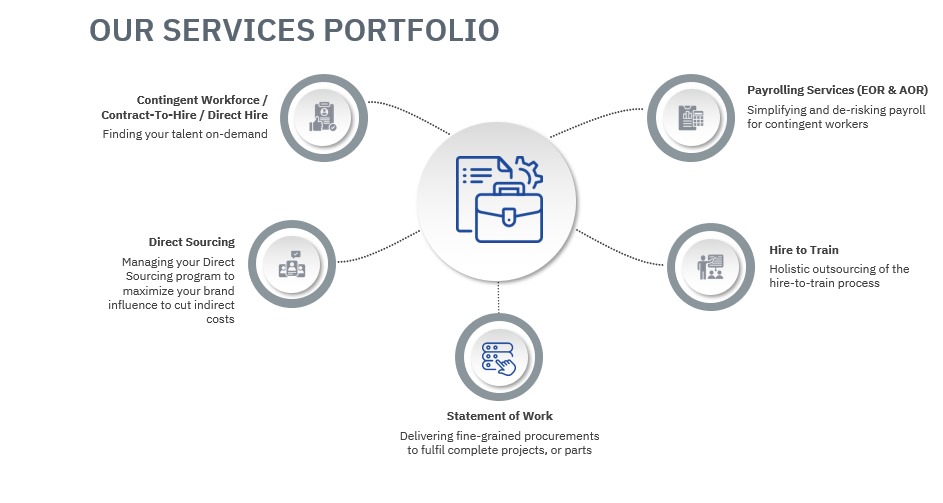 OUR SERVICES PORTFOLIO
Contingent Workforce /
Contract-To-Hire / Direct Hire
Finding your talent on-demand
Payrolling Services (EOR & AOR)
Simplifying and de-risking payroll
for contingent workers
Direct Sourcing
Managing your Direct
Sourcing program to
maximize your brand
influence to cut indirect
costs
Hire to Train
Holistic outsourcing of the
hire-to-train process
Statement of Work
Delivering fine-grained procurements
to fulfil complete projects, or parts